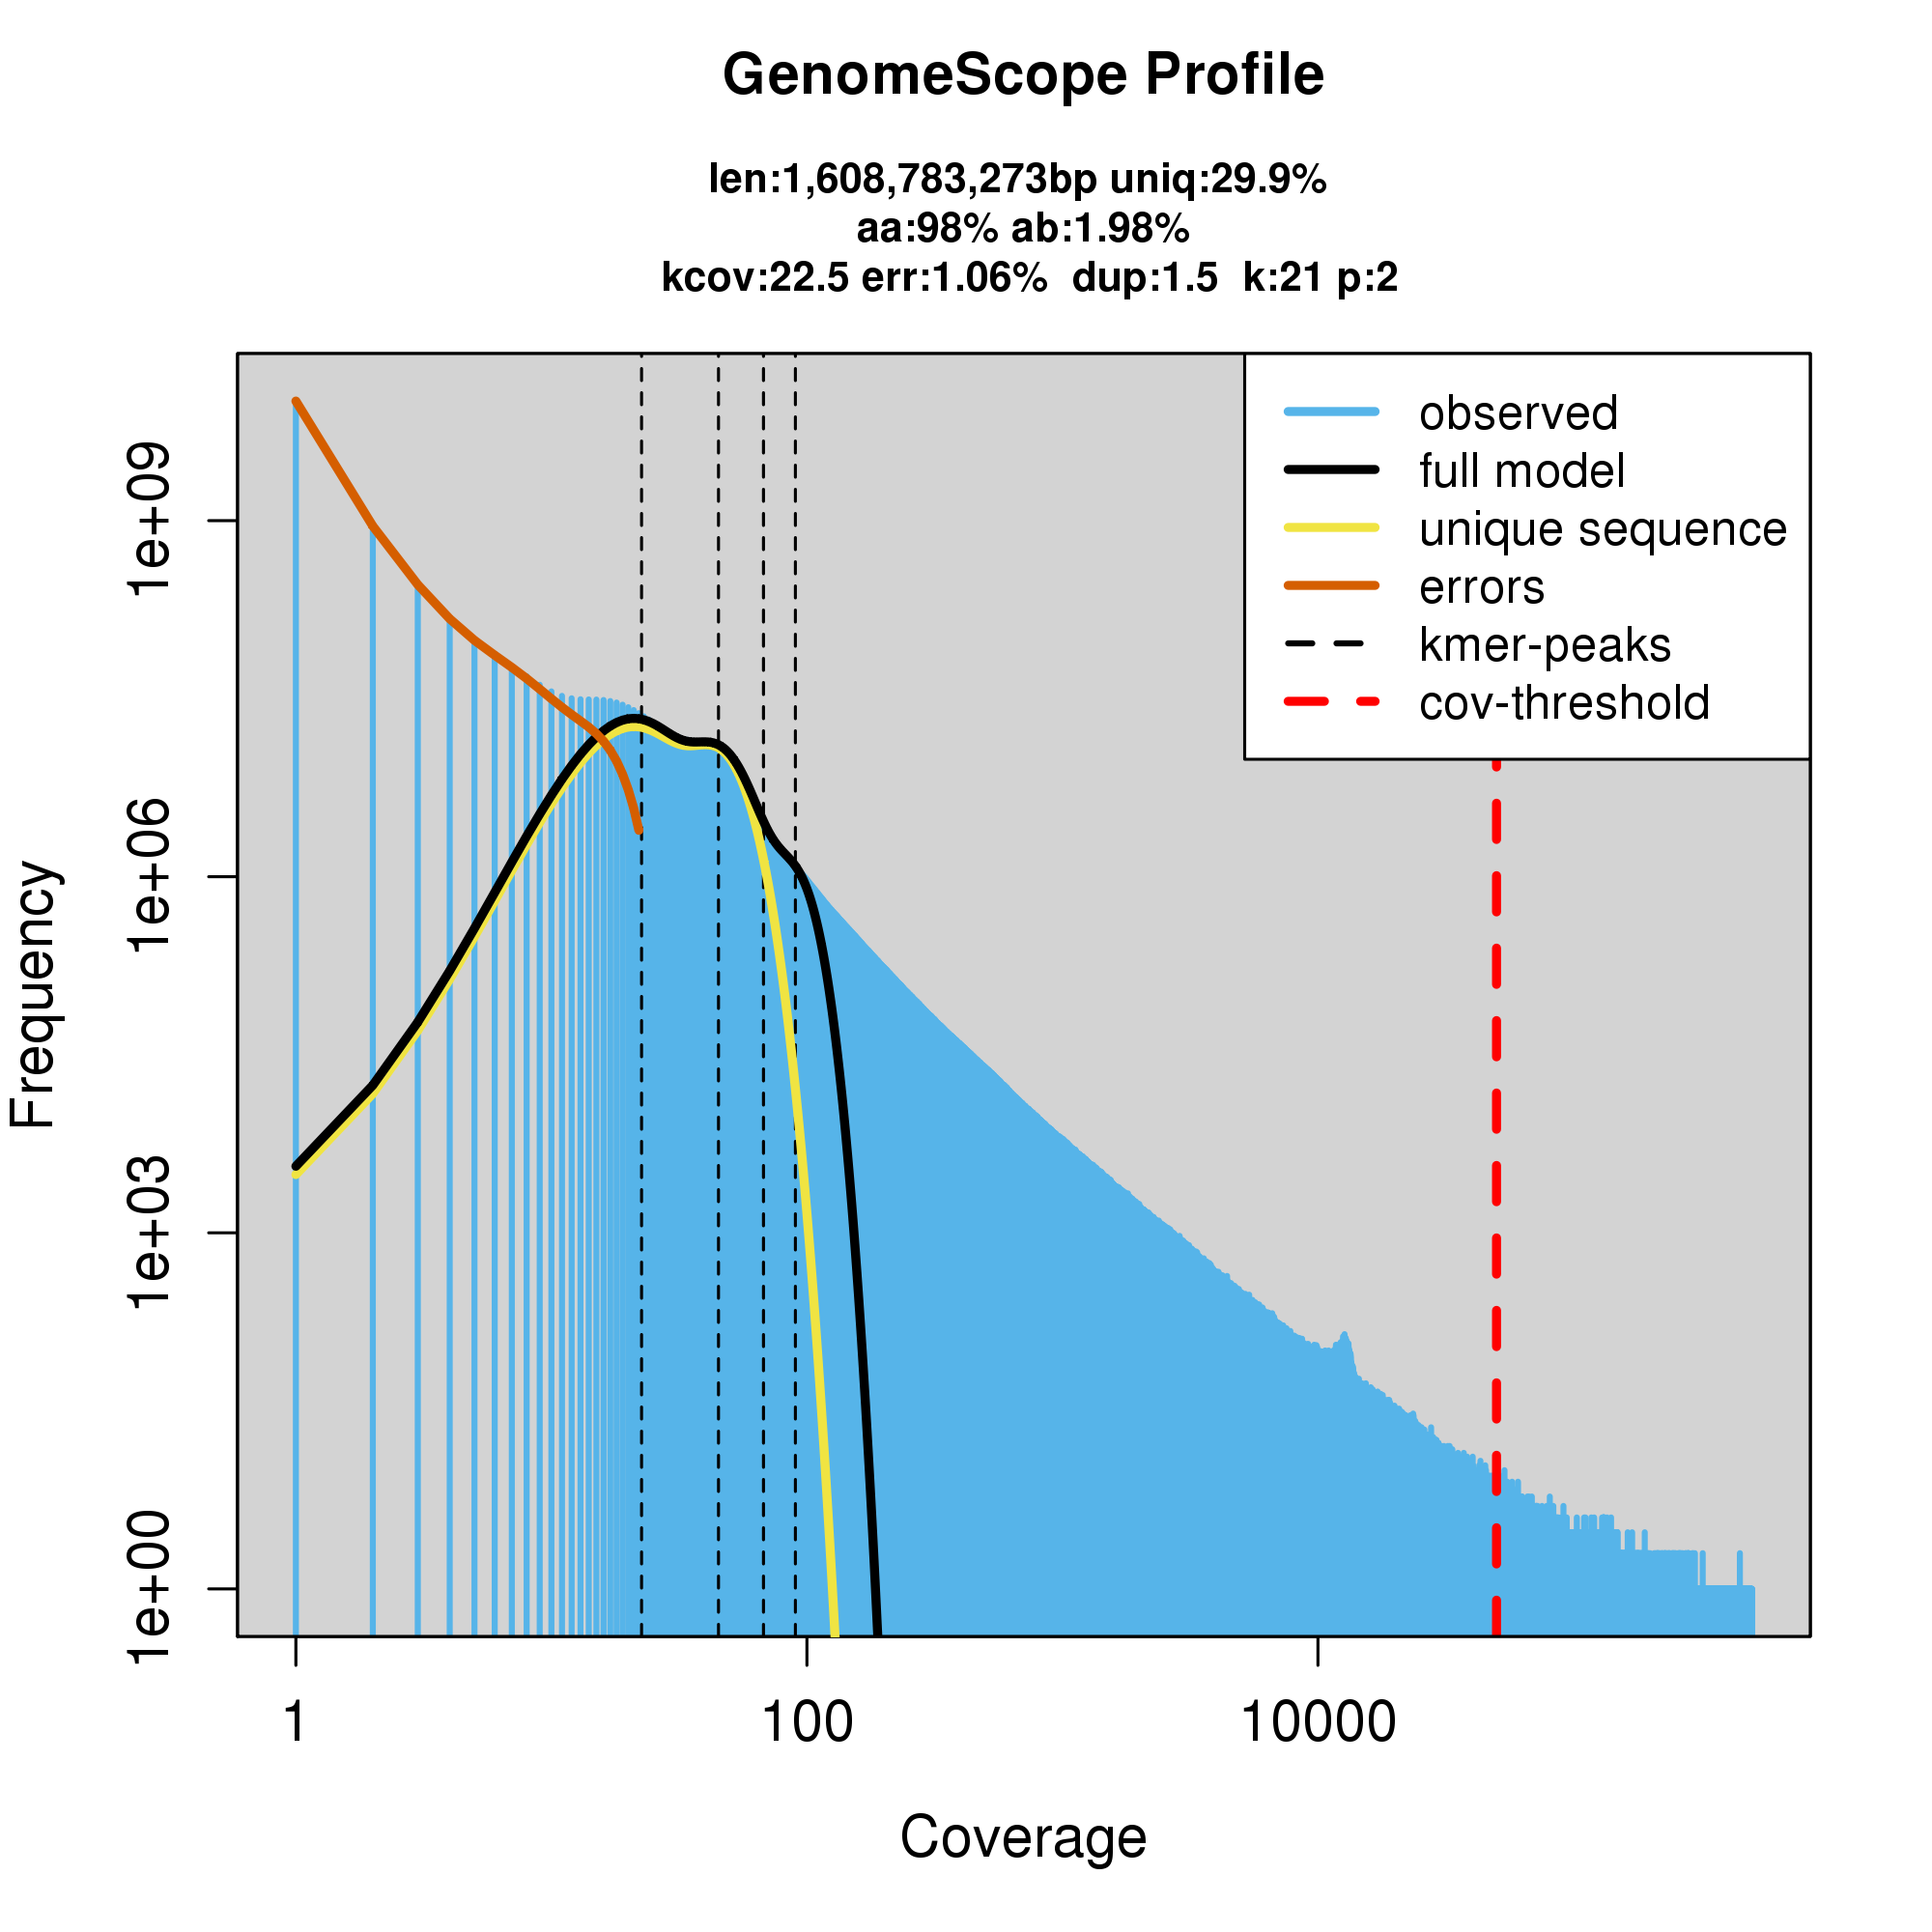 GenomeScope Profile
len:1,608,783,273bp uniq:29.9%
aa:98% ab:1.98%
kcov:22.5 err:1.06%  dup:1.5  k:21 p:2
observed
full model
unique sequence
errors
kmer-peaks
cov-threshold
Frequency
1e+09
1e+06
1e+03
1e+00
1
100
10000
Coverage